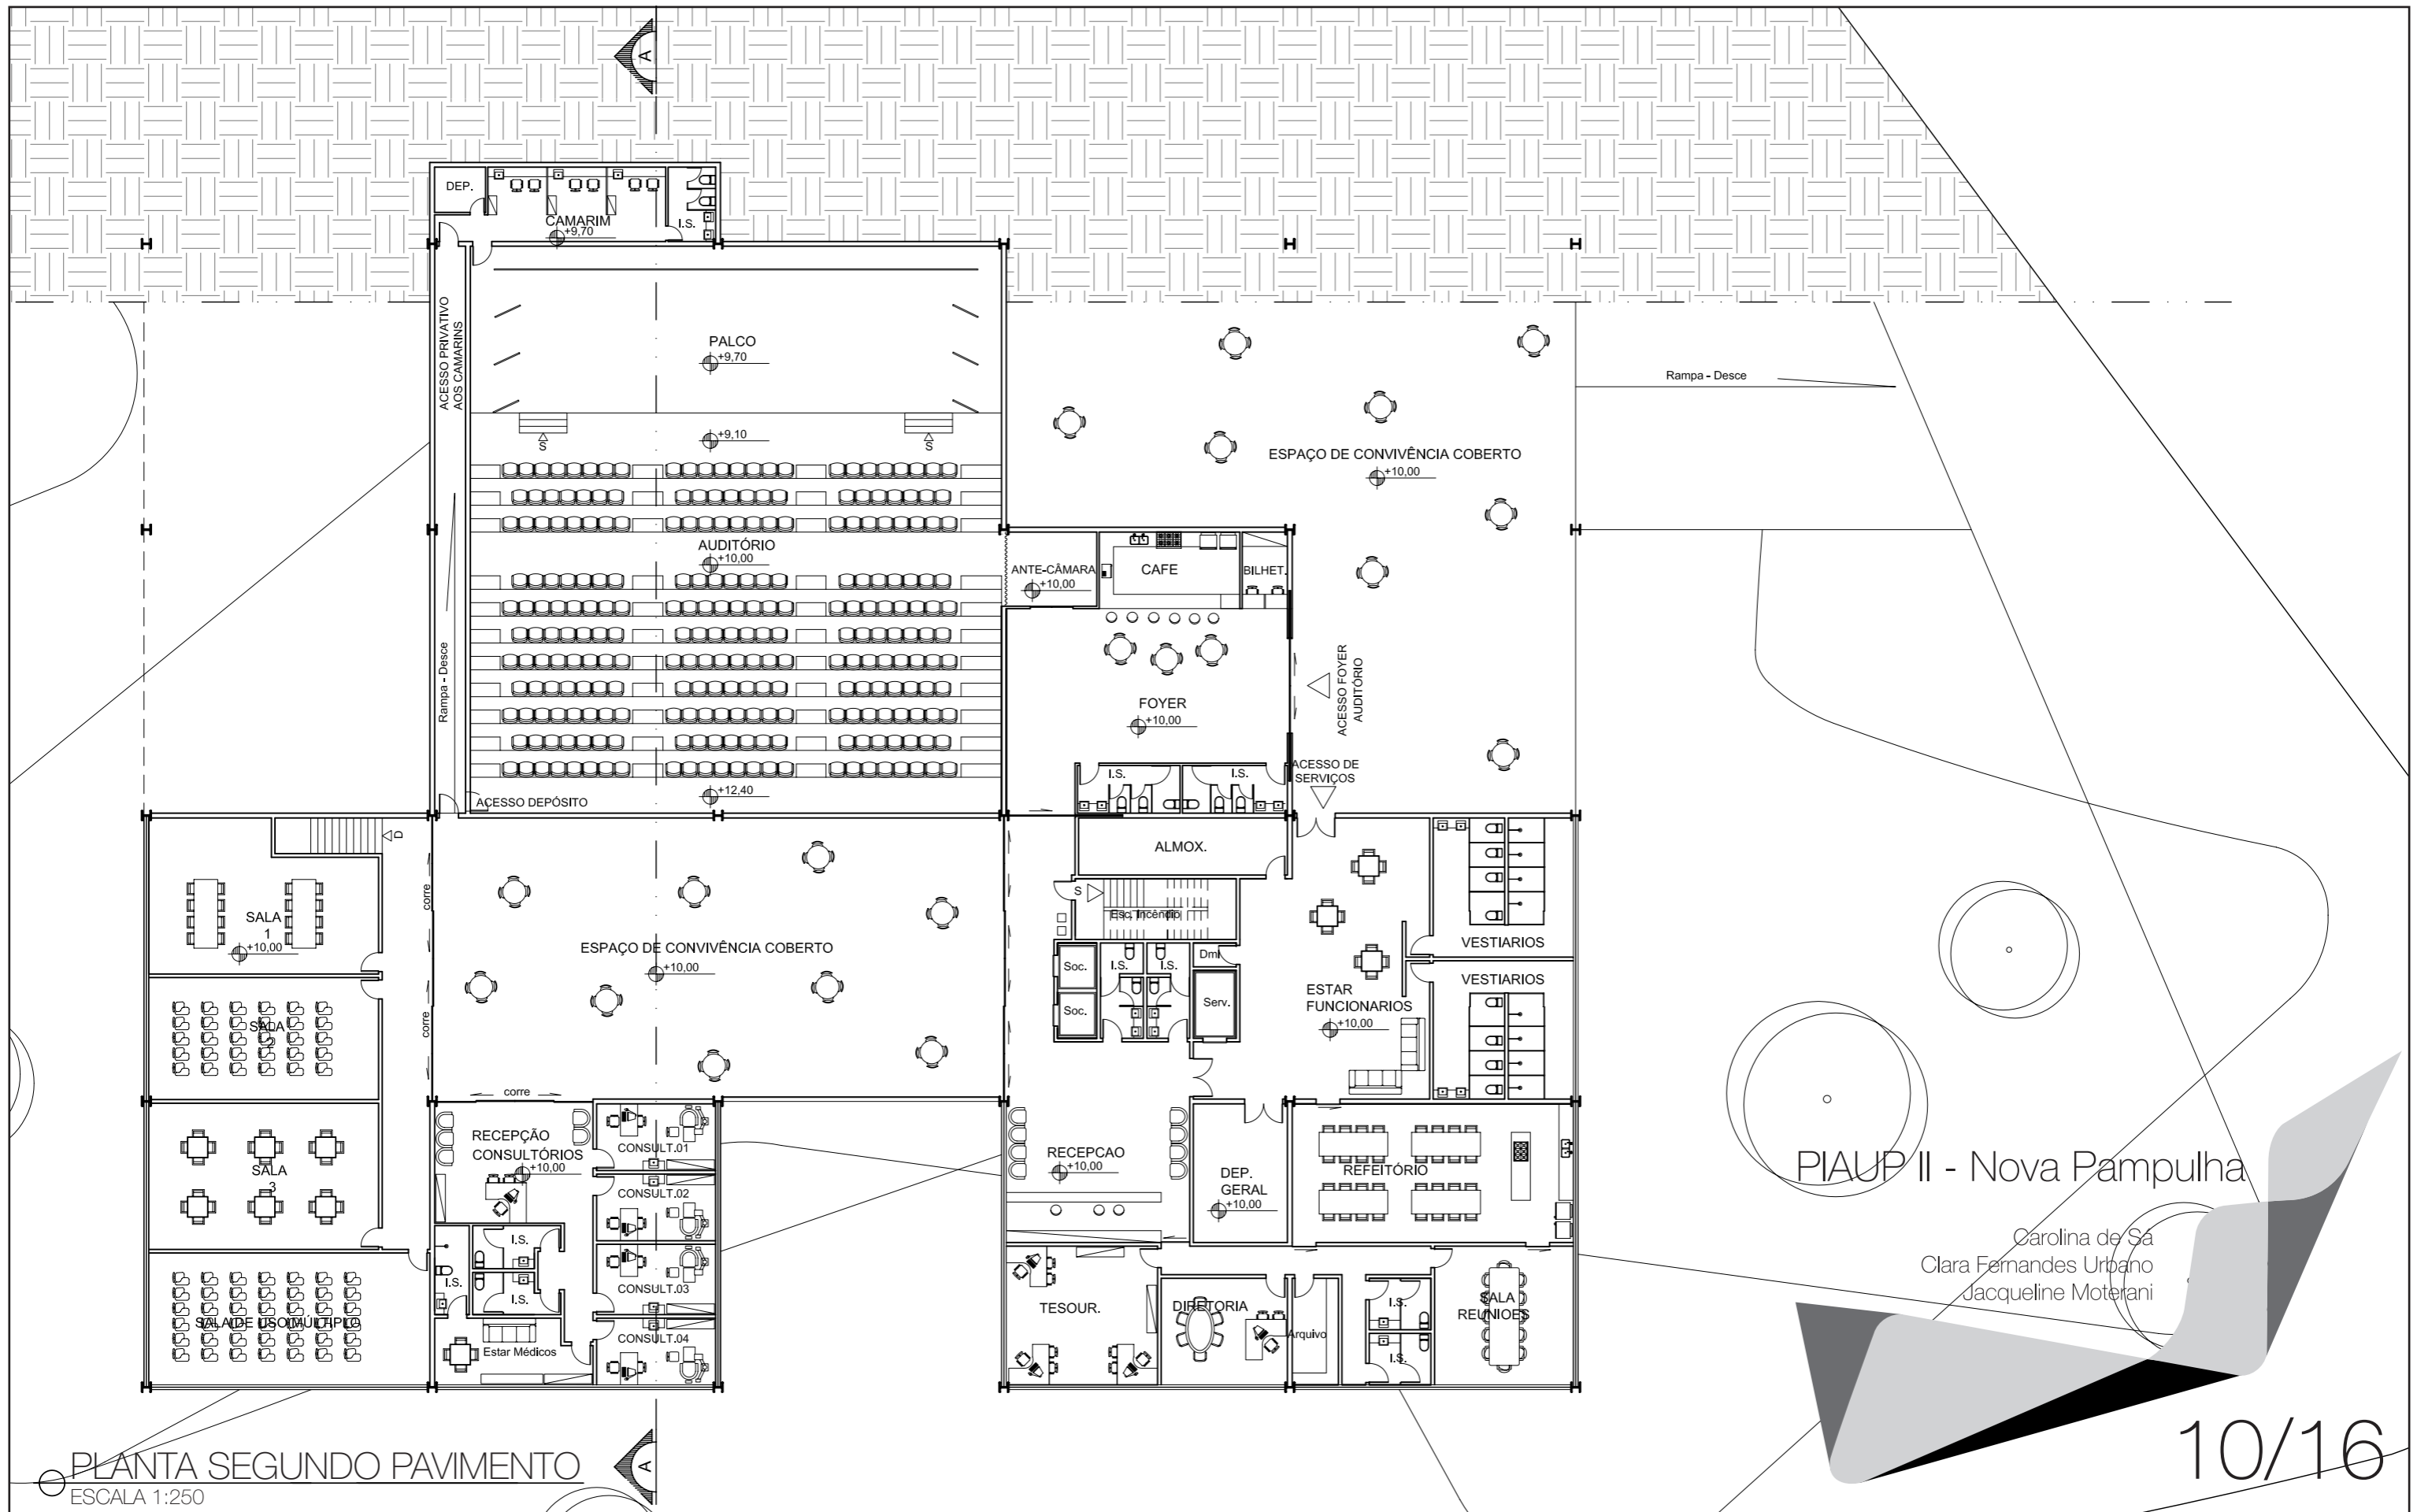 A
DEP.
CAMARIM
+9,70
I.S.
ACESSO PRIVATIVO
AOS CAMARINS
PALCO
+9,70
Rampa - Desce
S
+9,10
S
ESPAÇO DE CONVIVÊNCIA COBERTO
+10,00
AUDITÓRIO
+10,00
ANTE-CÂMARA
+10,00
CAFE
BILHET.
Rampa - Desce
FOYER
+10,00
ACESSO FOYER
AUDITÓRIO
I.S.
I.S.
ACESSO DE
SERVIÇOS
ACESSO DEPÓSITO
+12,40
D
ALMOX.
corre
SALA
1
+10,00
S
Esc. Incêndio
ESPAÇO DE CONVIVÊNCIA COBERTO
+10,00
VESTIARIOS
Soc.
I.S.
I.S.
Dml
VESTIARIOS
Soc.
Serv.
ESTAR
FUNCIONARIOS
+10,00
corre
SALA
2
corre
RECEPÇÃO
CONSULTÓRIOS
+10,00
CONSULT.01
CONSULT.02
CONSULT.03
CONSULT.04
SALA
3
I.S.
I.S.
I.S.
Estar Médicos
SALA DE USO MÚLTIPLO
RECEPCAO
+10,00
DEP.
GERAL
+10,00
REFEITÓRIO
TESOUR.
DIRETORIA
Arquivo
I.S.
I.S.
SALA
REUNIOES
PIAUP II - Nova Pampulha
Carolina de Sá
Clara Fernandes Urbano
Jacqueline Moterani
10/16
A
PLANTA SEGUNDO PAVIMENTO
ESCALA 1:250